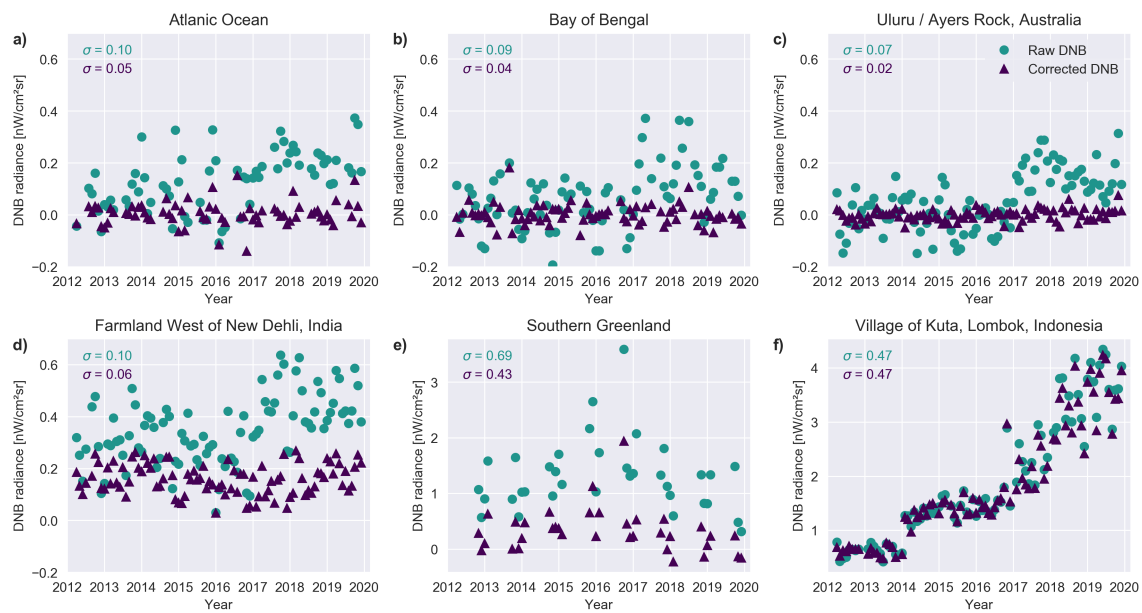 Atlanic Ocean
a)
σ = 0.10
σ = 0.05
DNB radiance [nW/cm²sr]
0.6
0.4
0.2
0.0
−0.2
2012 2013 2014 2015 2016 2017 2018 2019 2020
Year
Bay of Bengal
b)
σ = 0.09
σ = 0.04
DNB radiance [nW/cm²sr]
0.6
0.4
0.2
0.0
−0.2
2012 2013 2014 2015 2016 2017 2018 2019 2020
Year
Uluru / Ayers Rock, Australia
c)
σ = 0.07
σ = 0.02
Raw DNB
Corrected DNB
DNB radiance [nW/cm²sr]
0.6
0.4
0.2
0.0
−0.2
2012 2013 2014 2015 2016 2017 2018 2019 2020
Year
Farmland West of New Dehli, India
d)
σ = 0.10
σ = 0.06
DNB radiance [nW/cm²sr]
0.6
0.4
0.2
0.0
−0.2
2012 2013 2014 2015 2016 2017 2018 2019 2020
Year
Southern Greenland
e)
σ = 0.69
σ = 0.43
DNB radiance [nW/cm²sr]
3
2
1
0
2012 2013 2014 2015 2016 2017 2018 2019 2020
Year
Village of Kuta, Lombok, Indonesia
f)
σ = 0.47
σ = 0.47
DNB radiance [nW/cm²sr]
4
3
2
1
2012 2013 2014 2015 2016 2017 2018 2019 2020
Year